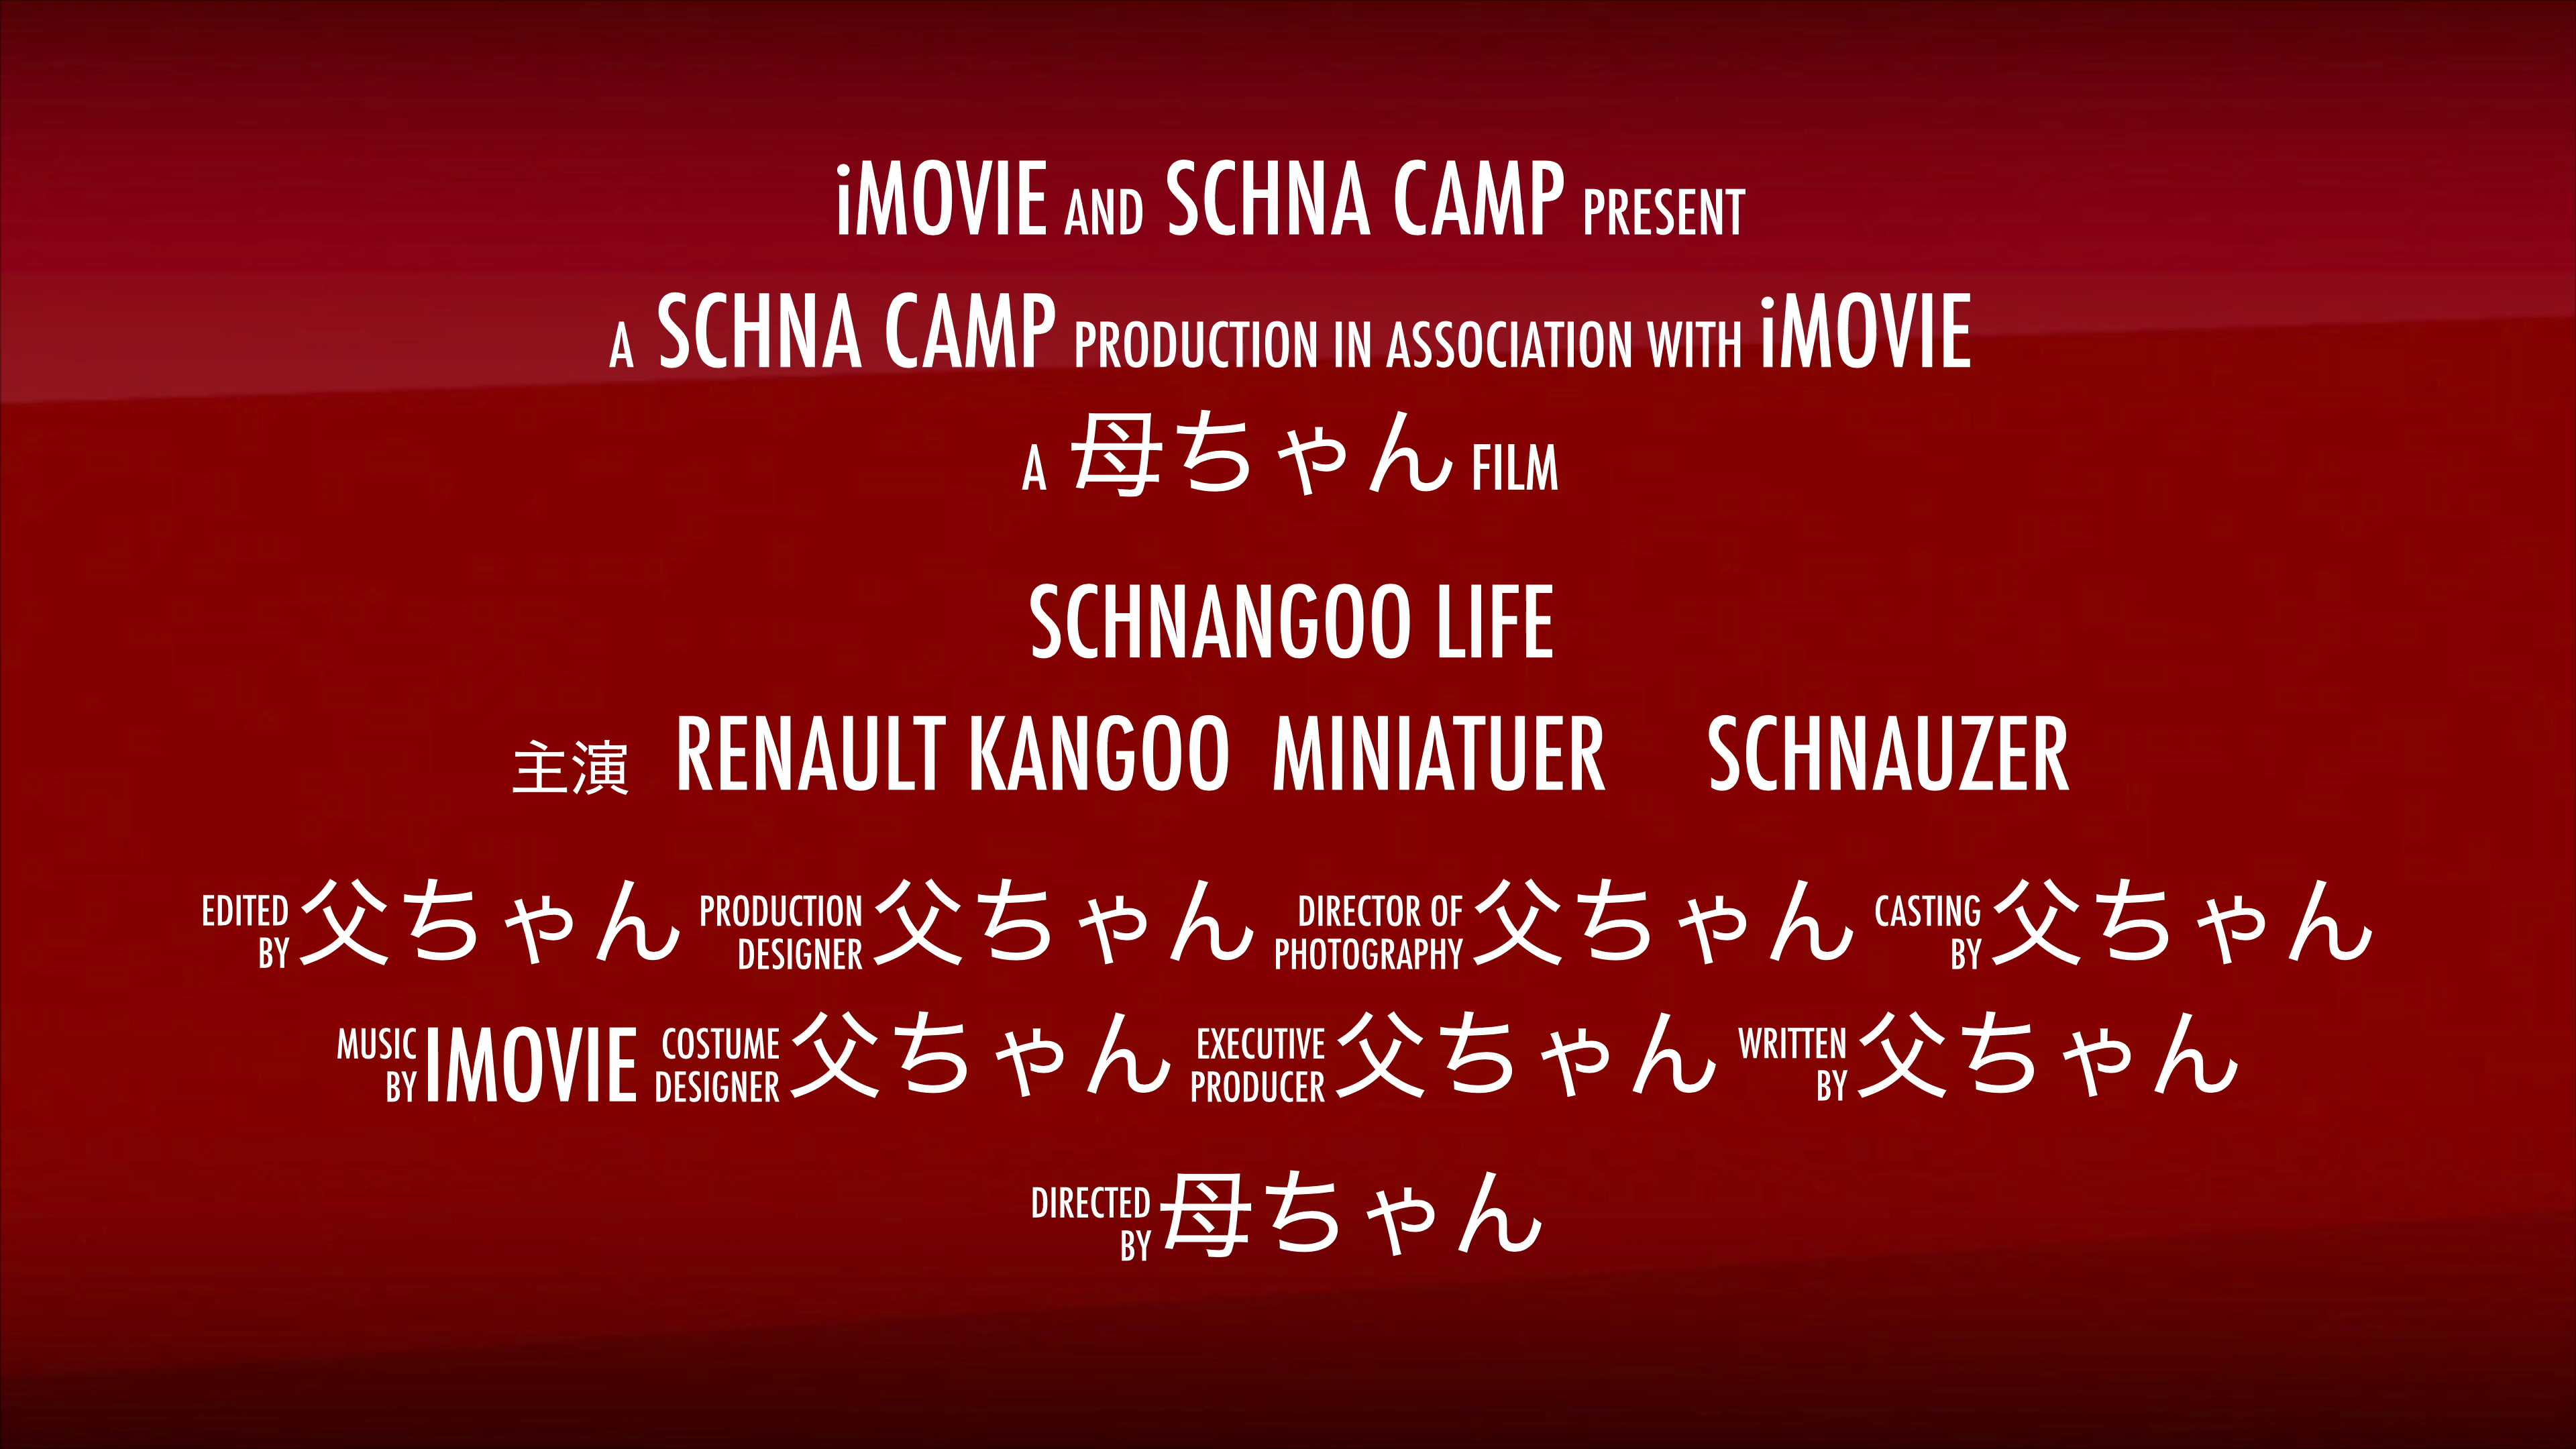 iMOVIE AND SCHNA CAMP PRESENT
A SCHNA CAMP PRODUCTION IN ASSOCIATION WITH iMOVIE
A 母ちゃん FILM
SCHNANGOO LIFE
主演 RENAULT KANGOO MINIATUER SCHNAUZER
EDITED BY 父ちゃん PRODUCTION DESIGNER 父ちゃん DIRECTOR OF PHOTOGRAPHY 父ちゃん CASTING BY 父ちゃん
MUSIC BY IMOVIE COSTUME DESIGNER 父ちゃん EXECUTIVE PRODUCER 父ちゃん WRITTEN BY 父ちゃん
DIRECTED BY 母ちゃん